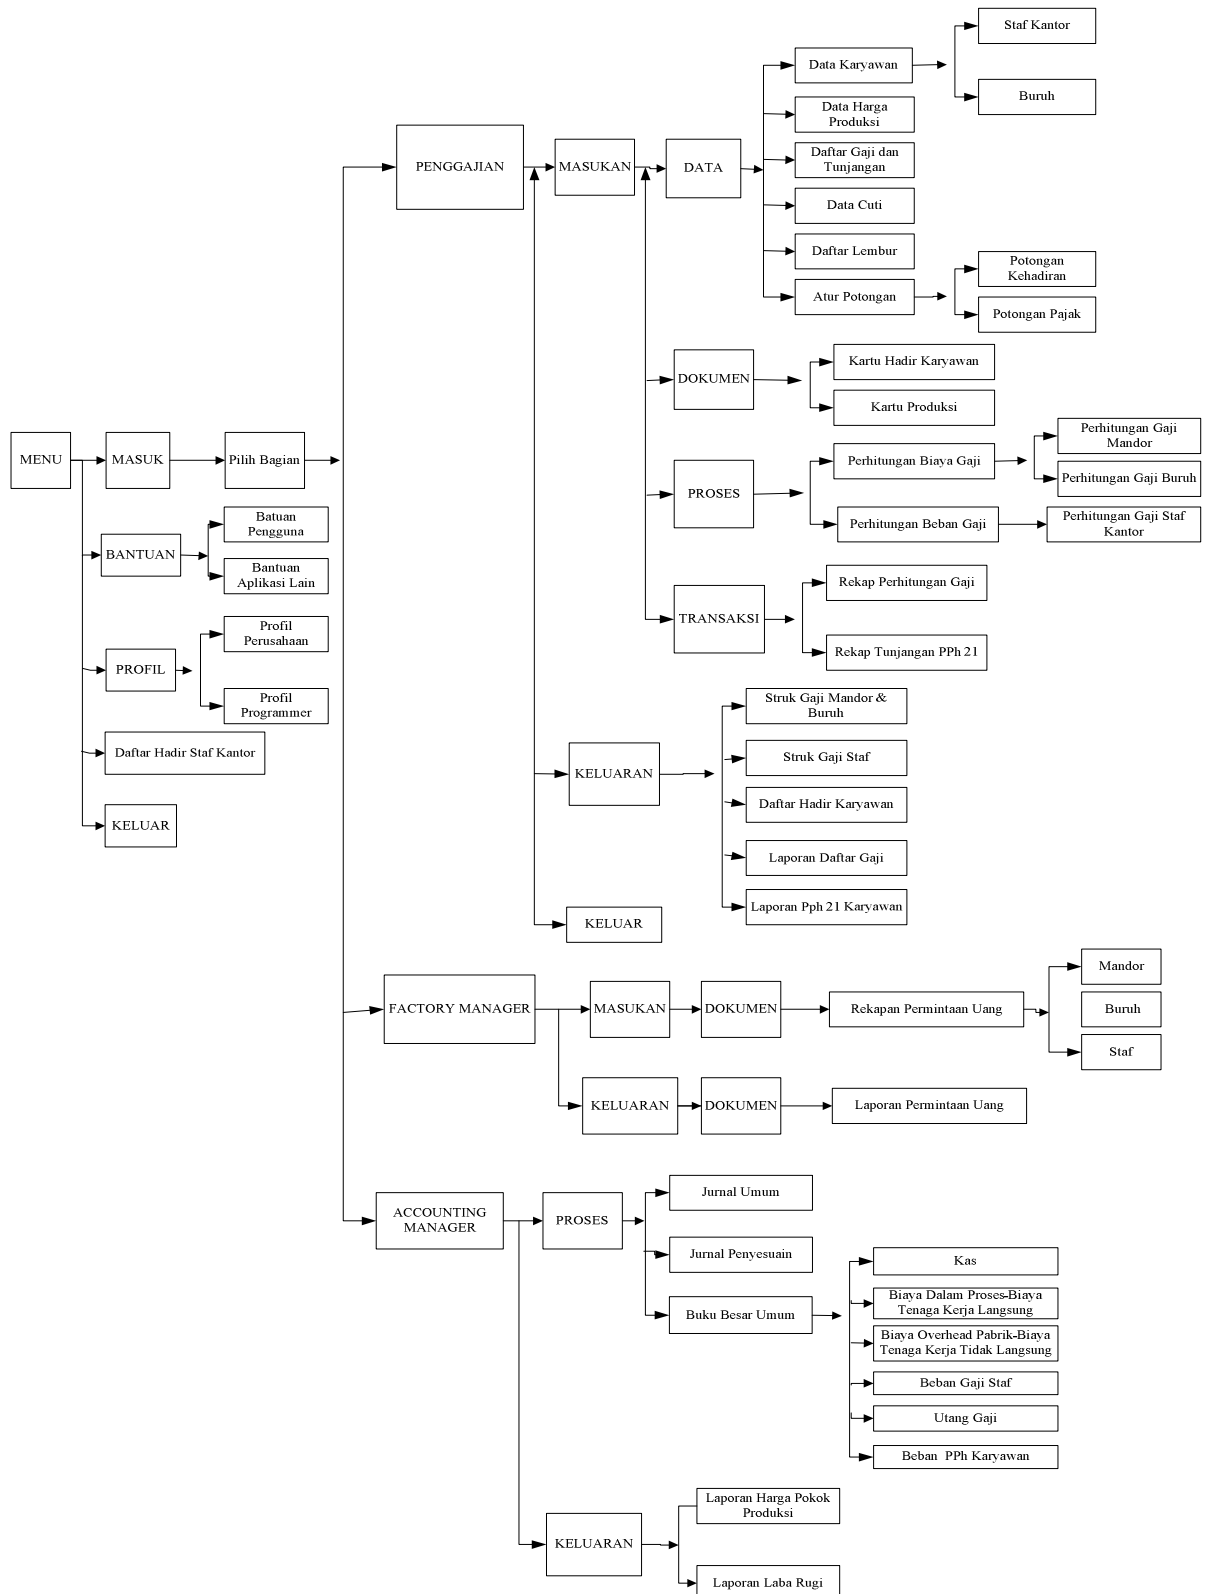 Staf Kantor
Data Karyawan
Buruh
Data Harga
Produksi
PENGGAJIAN
MASUKAN
DATA
Daftar Gaji dan
Tunjangan
Data Cuti
Daftar Lembur
Potongan
Kehadiran
Atur Potongan
Potongan Pajak
DOKUMEN
Kartu Hadir Karyawan
Kartu Produksi
MENU
MASUK
Pilih Bagian
Perhitungan Biaya Gaji
Perhitungan Gaji
Mandor
Perhitungan Gaji Buruh
PROSES
Perhitungan Beban Gaji
Perhitungan Gaji Staf
Kantor
BANTUAN
Batuan
Pengguna
Bantuan
Aplikasi Lain
TRANSAKSI
Rekap Perhitungan Gaji
Rekap Tunjangan PPh 21
PROFIL
Profil
Perusahaan
Profil
Programmer
Daftar Hadir Staf Kantor
KELUAR
KELUARAN
Struk Gaji Mandor &
Buruh
Struk Gaji Staf
Daftar Hadir Karyawan
Laporan Daftar Gaji
Laporan Pph 21 Karyawan
KELUAR
FACTORY MANAGER
MASUKAN
DOKUMEN
Rekapan Permintaan Uang
Mandor
Buruh
Staf
KELUARAN
DOKUMEN
Laporan Permintaan Uang
ACCOUNTING
MANAGER
PROSES
Jurnal Umum
Jurnal Penyesuain
Buku Besar Umum
Kas
Biaya Dalam Proses-Biaya
Tenaga Kerja Langsung
Biaya Overhead Pabrik-Biaya
Tenaga Kerja Tidak Langsung
Beban Gaji Staf
Utang Gaji
Beban PPh Karyawan
KELUARAN
Laporan Harga Pokok
Produksi
Laporan Laba Rugi